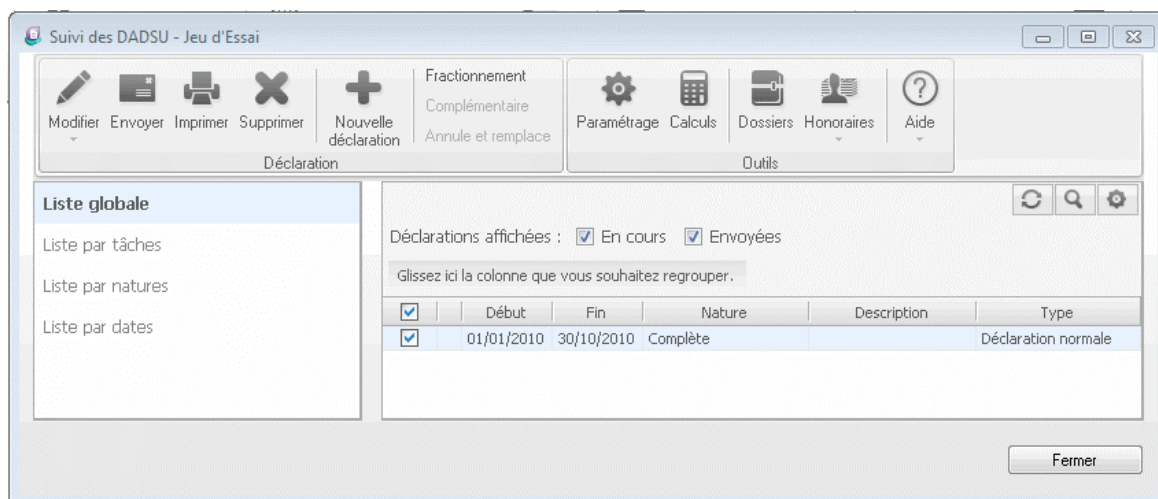 Suivi des DADSU - Jeu d'Essai
Modifier Envoyer Imprimer Supprimer Nouvelle déclaration
Fractionnement
Complémentaire
Annule et remplace
Déclaration
Paramétrage Calculs Dossiers Honoraires Aide
Outils
Liste globale
Liste par tâches
Liste par natures
Liste par dates
Déclarations affichées : En cours Envoyées
Glissez ici la colonne que vous souhaitez regrouper.
Début Fin Nature Description Type
01/01/2010 30/10/2010 Complète Déclaration normale
Fermer